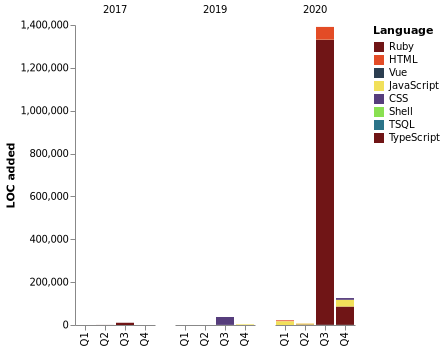 2017 2019 2020
Language
Ruby
HTML
Vue
JavaScript
CSS
Shell
TSQL
TypeScript
LOC added
1,400,000
1,200,000
1,000,000
800,000
600,000
400,000
200,000
0
Q1 Q2 Q3 Q4 Q1 Q2 Q3 Q4 Q1 Q2 Q3 Q4